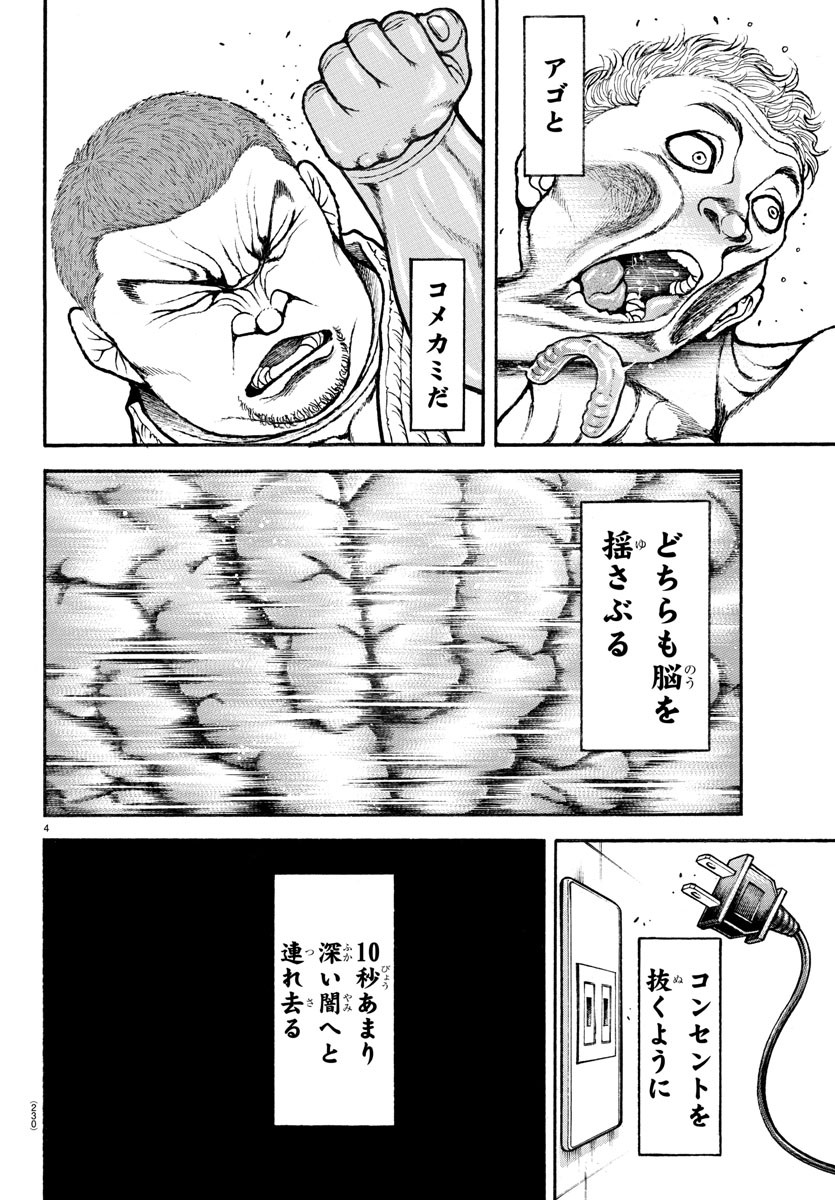 アゴと
コメカミだ
どちらも脳を
揺さぶる
コンセントを
抜くように
10秒あまり
深い闇へと
連れ去る
4
(230)